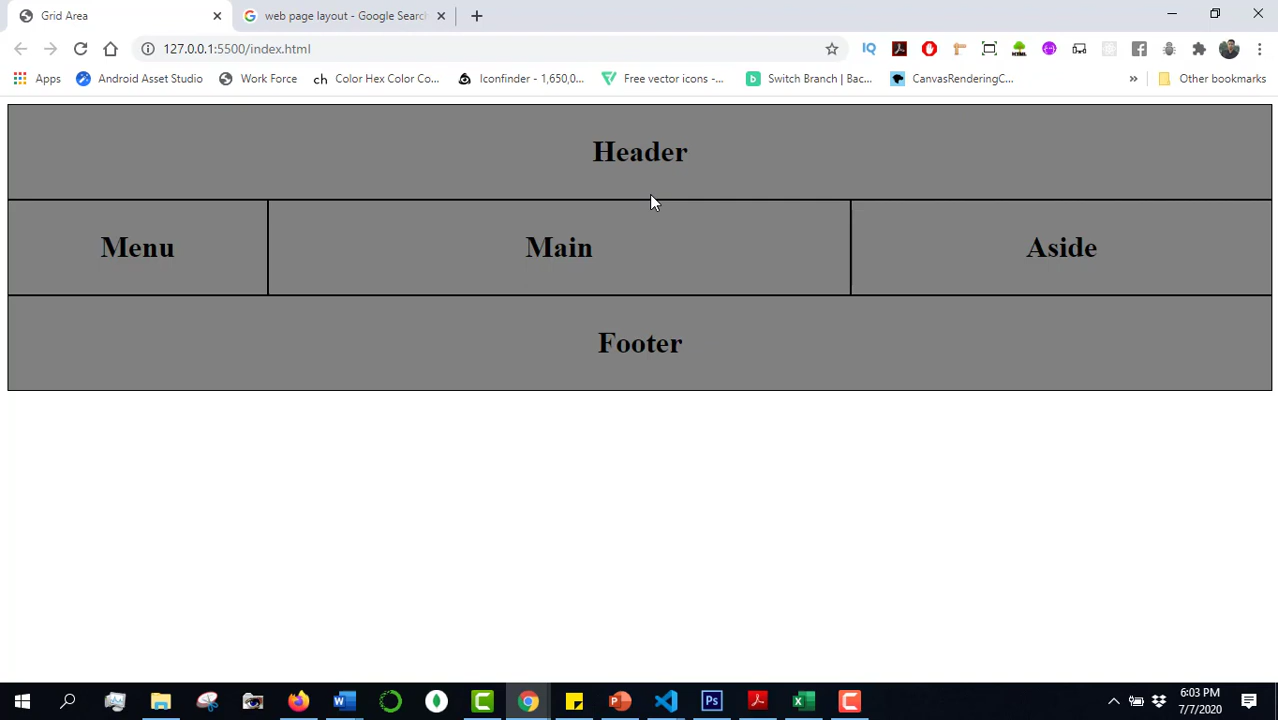 Grid Area
web page layout - Google Search
127.0.0.1:5500/index.html
Apps
Android Asset Studio
Work Force
ch Color Hex Color Co...
Iconfinder - 1,650,0...
Free vector icons -...
Switch Branch | Bac...
CanvasRenderingC...
» Other bookmarks
Header
Menu
Main
Aside
Footer
6:03 PM
7/7/2020